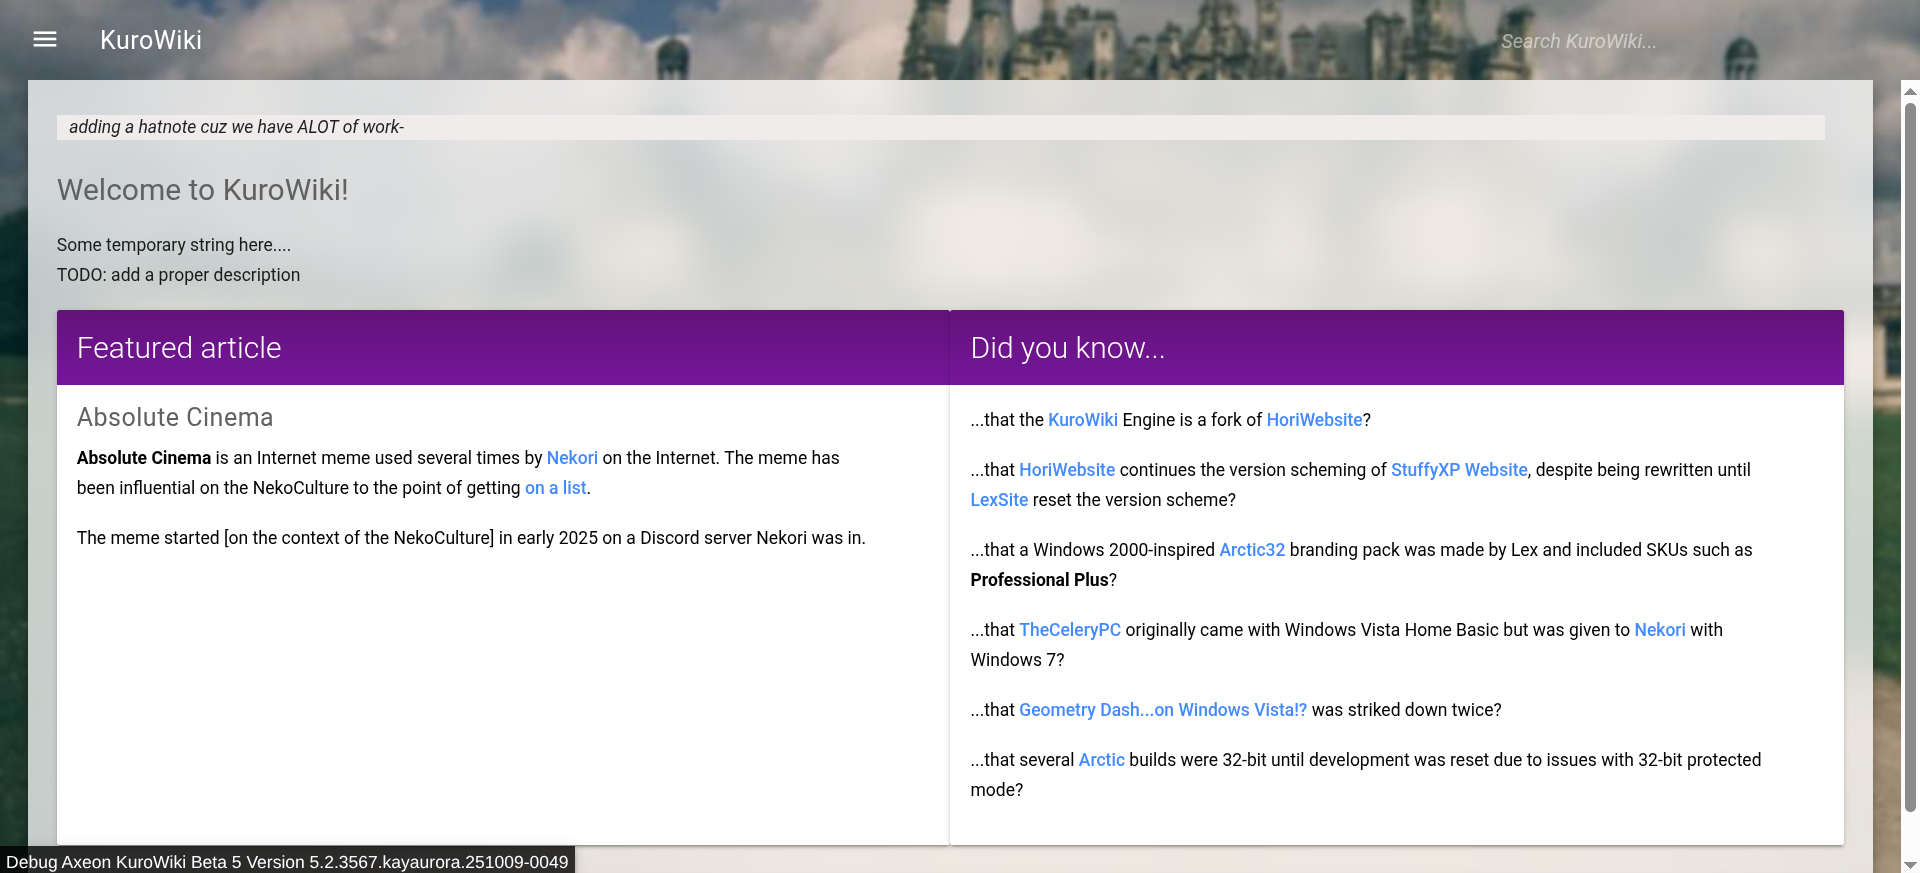 KuroWiki
Search KuroWiki...
adding a hatnote cuz we have ALOT of work-
Welcome to KuroWiki!
Some temporary string here....
TODO: add a proper description
Featured article
Absolute Cinema
Absolute Cinema is an Internet meme used several times by Nekori on the Internet. The meme has
been influential on the NekoCulture to the point of getting on a list.
The meme started [on the context of the NekoCulture] in early 2025 on a Discord server Nekori was in.
Did you know...
...that the KuroWiki Engine is a fork of HoriWebsite?
...that HoriWebsite continues the version scheming of StuffyXP Website, despite being rewritten until
LexSite reset the version scheme?
...that a Windows 2000-inspired Arctic32 branding pack was made by Lex and included SKUs such as
Professional Plus?
...that TheCeleryPC originally came with Windows Vista Home Basic but was given to Nekori with
Windows 7?
...that Geometry Dash...on Windows Vista!? was striked down twice?
...that several Arctic builds were 32-bit until development was reset due to issues with 32-bit protected
mode?
Debug Axeon KuroWiki Beta 5 Version 5.2.3567.kayaurora.251009-0049